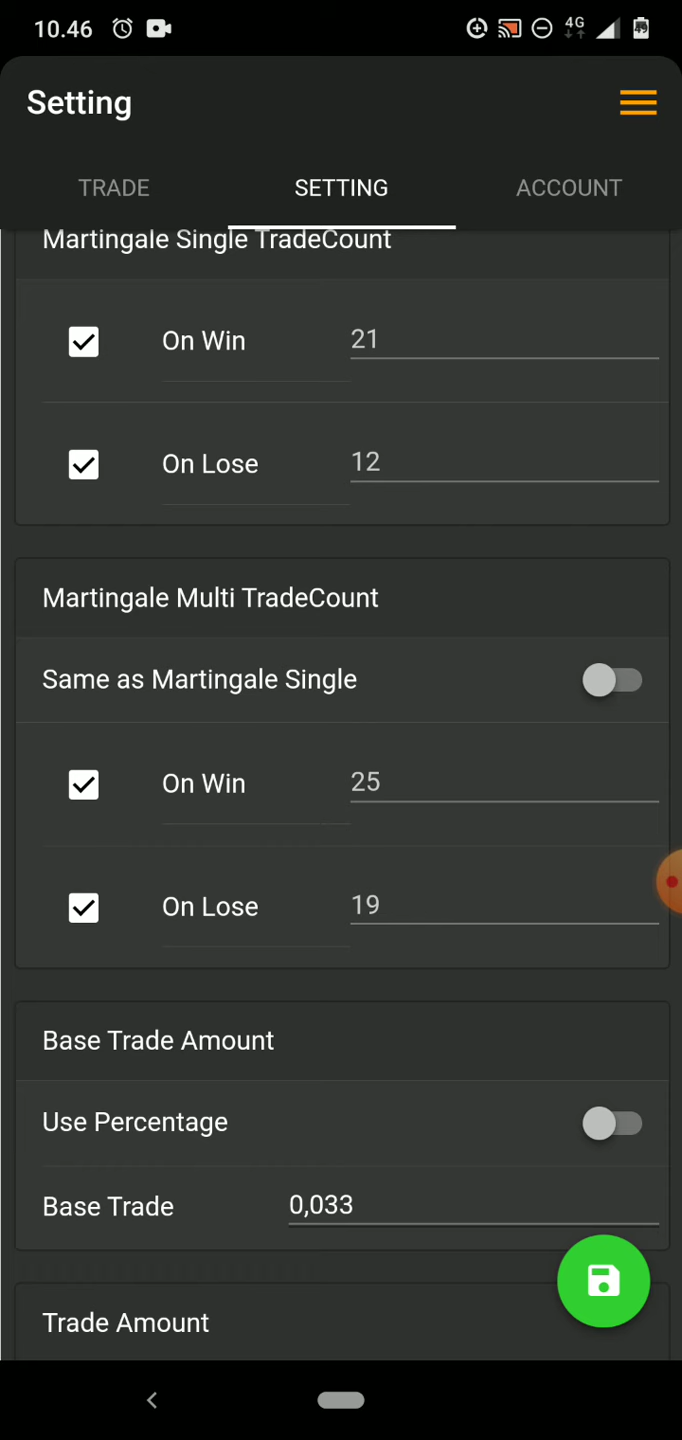 10.46
4G
49
Setting
TRADE
SETTING
ACCOUNT
Martingale Single TradeCount
On Win
21
On Lose
12
Martingale Multi TradeCount
Same as Martingale Single
On Win
25
On Lose
19
Base Trade Amount
Use Percentage
Base Trade
0,033
Trade Amount